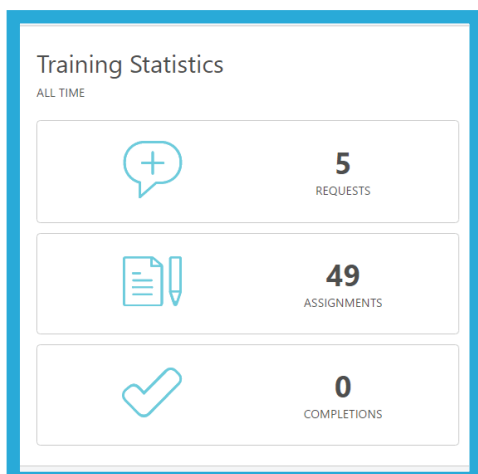 Training Statistics
ALL TIME
5
REQUESTS
49
ASSIGNMENTS
0
COMPLETIONS